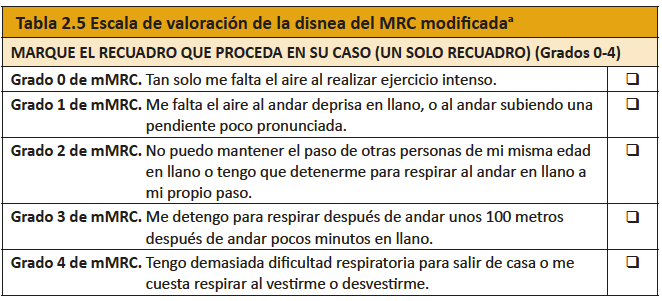 Tabla 2.5 Escala de valoración de la disnea del MRC modificadaª
MARQUE EL RECUADRO QUE PROCEDA EN SU CASO (UN SOLO RECUADRO) (Grados 0-4)
Grado 0 de mMRC. Tan solo me falta el aire al realizar ejercicio intenso. ❑
Grado 1 de mMRC. Me falta el aire al andar deprisa en llano, o al andar subiendo una ❑
pendiente poco pronunciada.
Grado 2 de mMRC. No puedo mantener el paso de otras personas de mi misma edad ❑
en llano o tengo que detenerme para respirar al andar en llano a
mi propio paso.
Grado 3 de mMRC. Me detengo para respirar después de andar unos 100 metros ❑
después de andar pocos minutos en llano.
Grado 4 de mMRC. Tengo demasiada dificultad respiratoria para salir de casa o me ❑
cuesta respirar al vestirme o desvestirme.